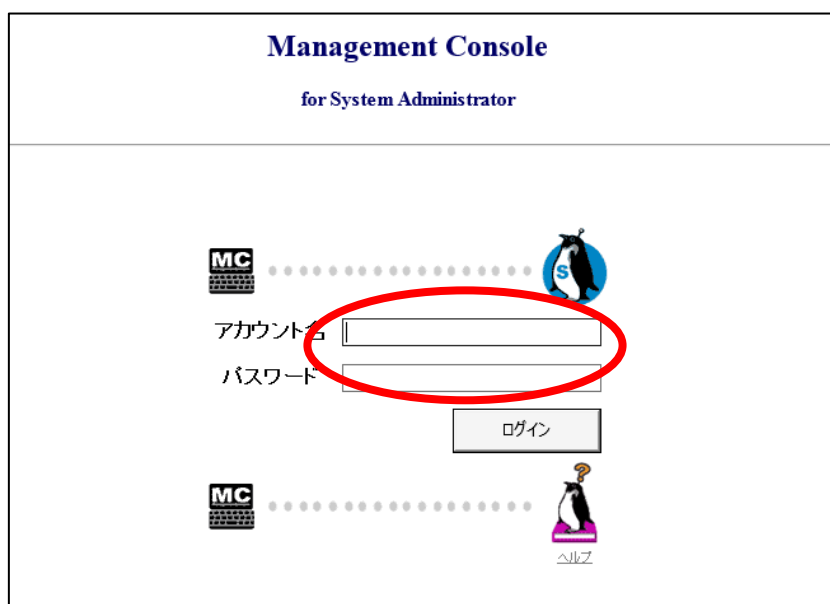 Management Console
for System Administrator
MC
S
アカウント名
パスワード
ログイン
?
MC
ヘルプ